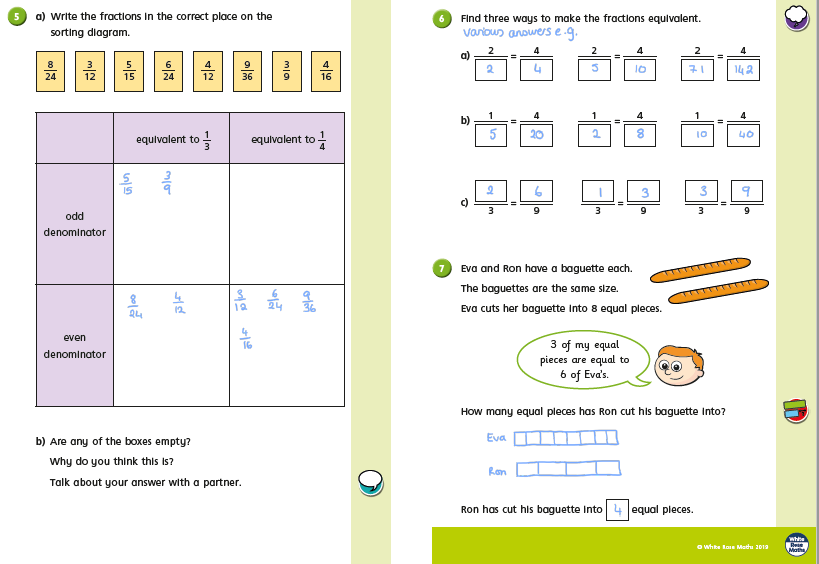 5 a) Write the fractions in the correct place on the
sorting diagram.
8/24 3/12 5/15 6/24 4/12 9/36 3/9 4/16
equivalent to 1/3 equivalent to 1/4
odd
denominator
5/15 3/9
even
denominator
8/24 4/12
3/12 6/24 9/36
4/16
b) Are any of the boxes empty?
Why do you think this is?
Talk about your answer with a partner.
6 Find three ways to make the fractions equivalent.
various answers e.g.
a) 2/2 = 4/4 2/5 = 4/10 2/71 = 4/142
b) 1/5 = 4/20 1/2 = 4/8 1/10 = 4/40
c) 2/3 = 6/9 1/3 = 3/9 3/3 = 9/9
7 Eva and Ron have a baguette each.
The baguettes are the same size.
Eva cuts her baguette into 8 equal pieces.
3 of my equal
pieces are equal to
6 of Eva's.
How many equal pieces has Ron cut his baguette into?
Eva
Ron
Ron has cut his baguette into 4 equal pieces.
© White Rose Maths 2019
White
Rose
Maths